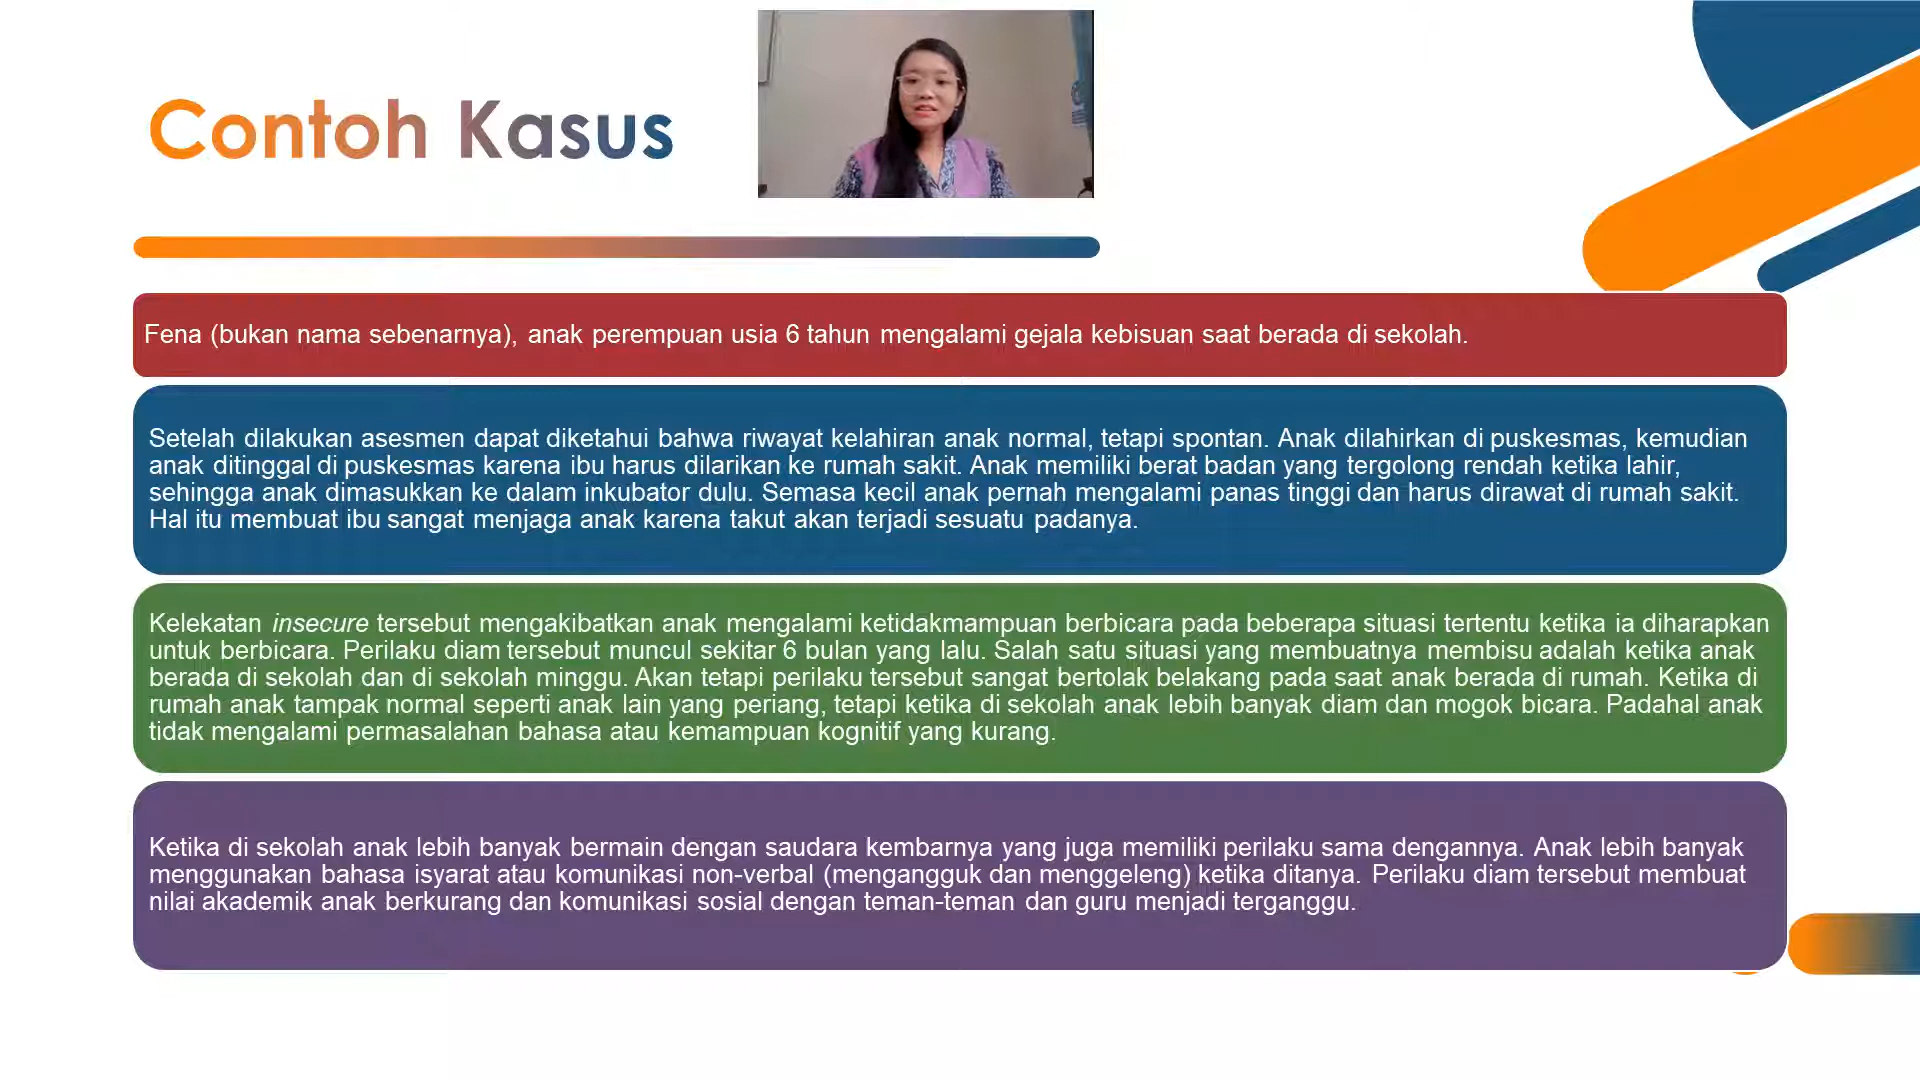 Contoh Kasus
Fena (bukan nama sebenarnya), anak perempuan usia 6 tahun mengalami gejala kebisuan saat berada di sekolah.
Setelah dilakukan asesmen dapat diketahui bahwa riwayat kelahiran anak normal, tetapi spontan. Anak dilahirkan di puskesmas, kemudian
anak ditinggal di puskesmas karena ibu harus dilarikan ke rumah sakit. Anak memiliki berat badan yang tergolong rendah ketika lahir,
sehingga anak dimasukkan ke dalam inkubator dulu. Semasa kecil anak pernah mengalami panas tinggi dan harus dirawat di rumah sakit.
Hal itu membuat ibu sangat menjaga anak karena takut akan terjadi sesuatu padanya.
Kelekatan insecure tersebut mengakibatkan anak mengalami ketidakmampuan berbicara pada beberapa situasi tertentu ketika ia diharapkan
untuk berbicara. Perilaku diam tersebut muncul sekitar 6 bulan yang lalu. Salah satu situasi yang membuatnya membisu adalah ketika anak
berada di sekolah dan di sekolah minggu. Akan tetapi perilaku tersebut sangat bertolak belakang pada saat anak berada di rumah. Ketika di
rumah anak tampak normal seperti anak lain yang periang, tetapi ketika di sekolah anak lebih banyak diam dan mogok bicara. Padahal anak
tidak mengalami permasalahan bahasa atau kemampuan kognitif yang kurang.
Ketika di sekolah anak lebih banyak bermain dengan saudara kembarnya yang juga memiliki perilaku sama dengannya. Anak lebih banyak
menggunakan bahasa isyarat atau komunikasi non-verbal (mengangguk dan menggeleng) ketika ditanya. Perilaku diam tersebut membuat
nilai akademik anak berkurang dan komunikasi sosial dengan teman-teman dan guru menjadi terganggu.